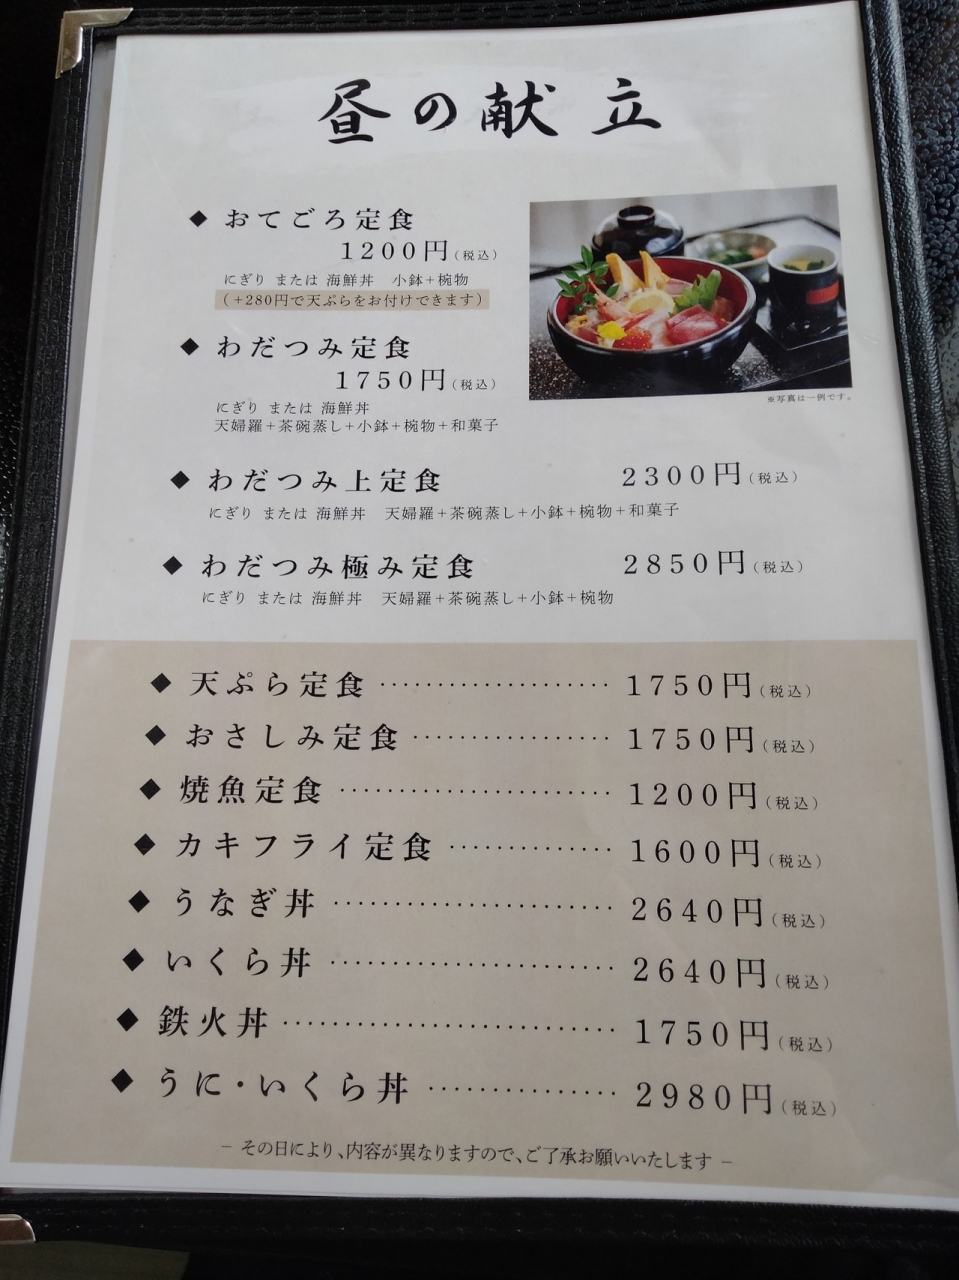 昼の献立
◆ おてごろ定食
1200円(税込)
にぎり または 海鮮丼 小鉢+椀物
(+280円で天ぷらをお付けできます)
◆ わだつみ定食
1750円(税込)
にぎり または 海鮮丼
天婦羅+茶碗蒸し+小鉢+椀物+和菓子
※写真は一例です。
◆ わだつみ上定食 2300円(税込)
にぎり または 海鮮丼 天婦羅+茶碗蒸し+小鉢+椀物+和菓子
◆ わだつみ極み定食 2850円(税込)
にぎり または 海鮮丼 天婦羅+茶碗蒸し+小鉢+椀物
◆ 天ぷら定食 ………………… 1750円(税込)
◆ おさしみ定食 ……………… 1750円(税込)
◆ 焼魚定食 …………………… 1200円(税込)
◆ カキフライ定食 …………… 1600円(税込)
◆ うなぎ丼 …………………… 2640円(税込)
◆ いくら丼 …………………… 2640円(税込)
◆ 鉄火丼 ……………………… 1750円(税込)
◆ うに・いくら丼 …………… 2980円(税込)
− その日により、内容が異なりますので、ご了承お願いいたします −